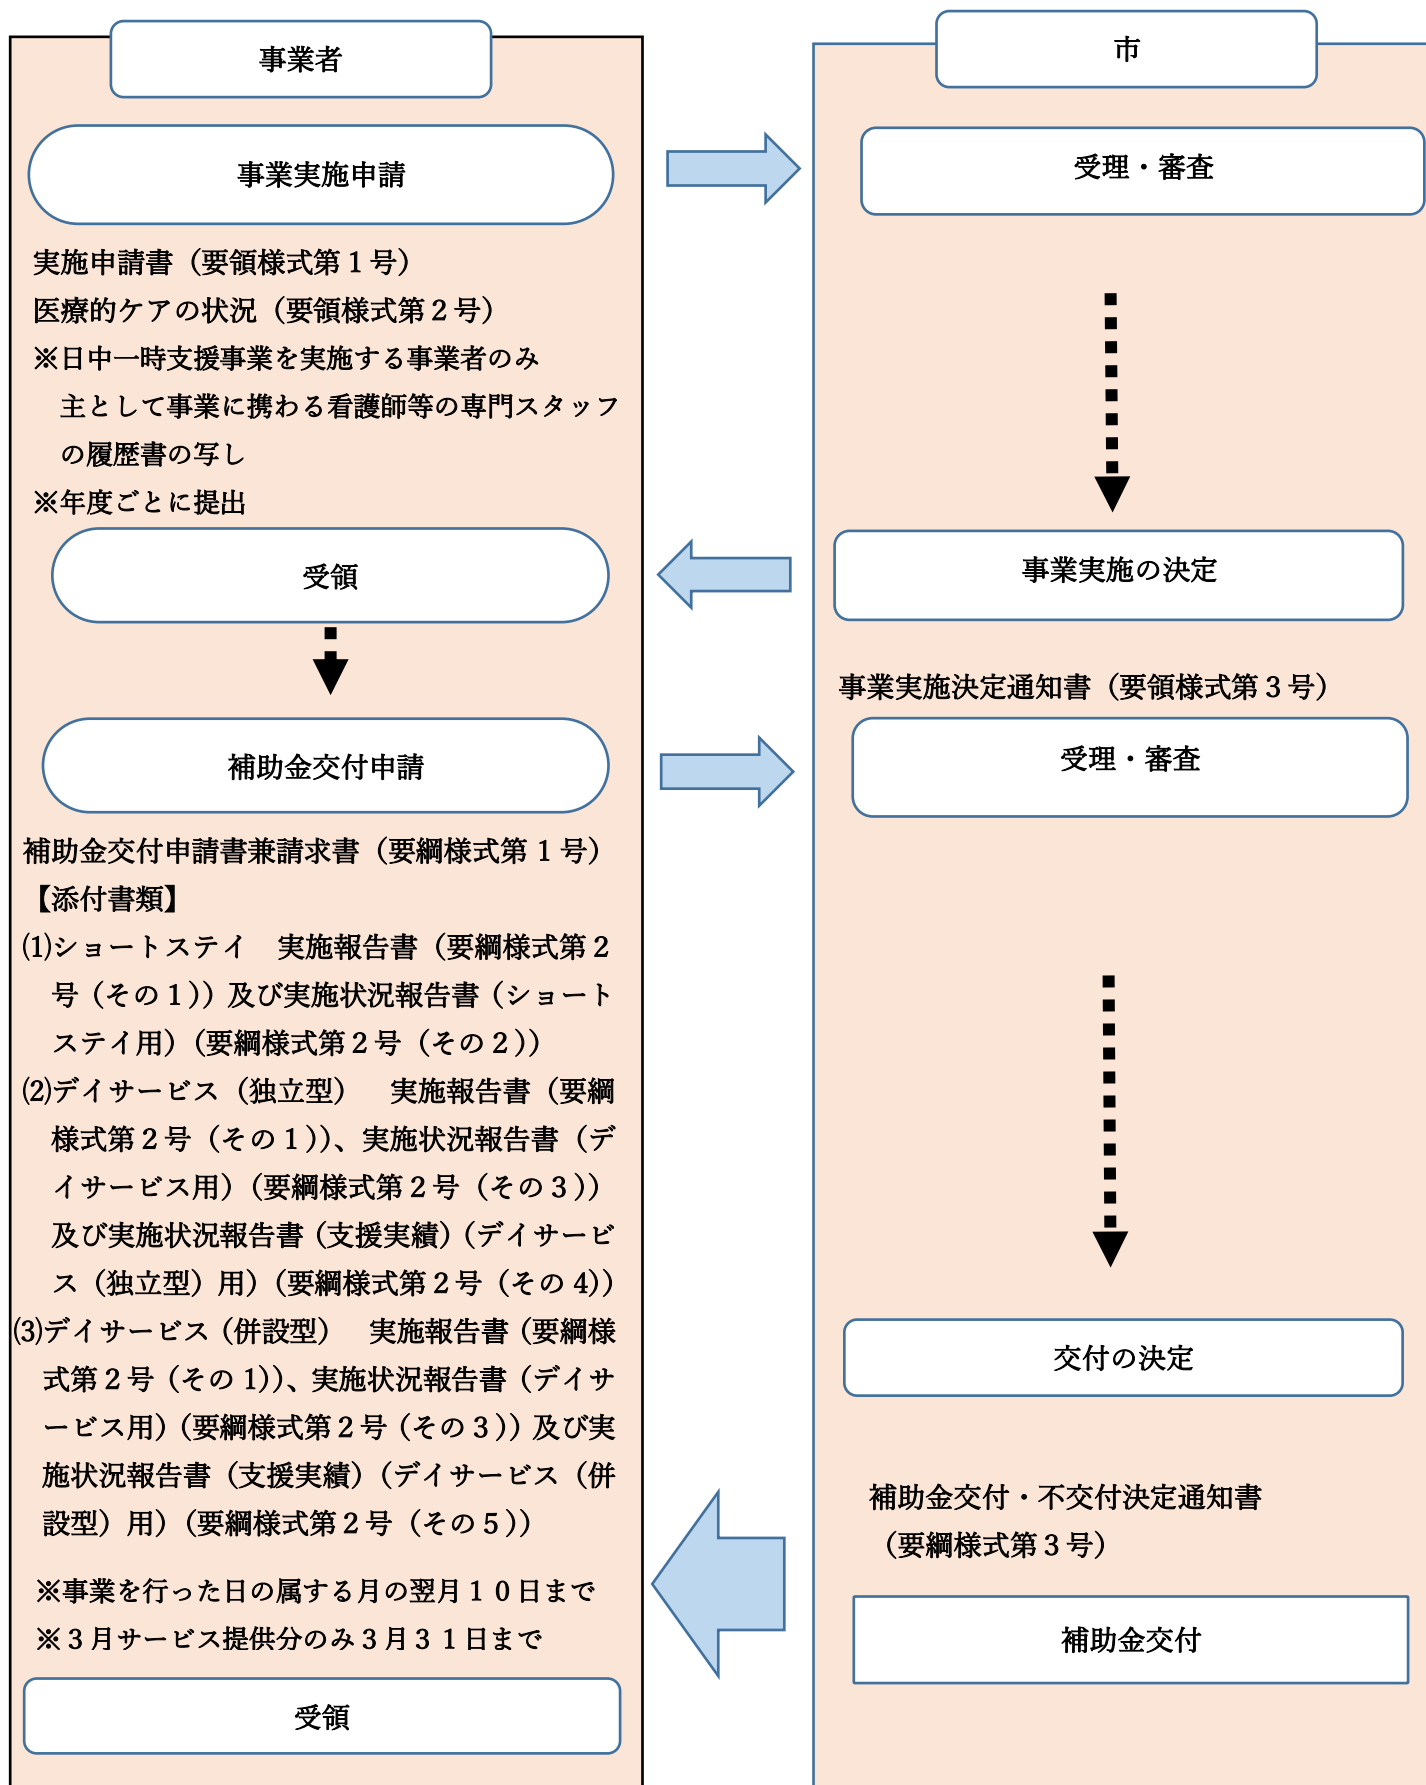 事業者
事業実施申請
実施申請書（要領様式第１号）
医療的ケアの状況（要領様式第２号）
※日中一時支援事業を実施する事業者のみ
主として事業に携わる看護師等の専門スタッフ
の履歴書の写し
※年度ごとに提出
受領
補助金交付申請
補助金交付申請書兼請求書（要綱様式第１号）
【添付書類】
⑴ショートステイ　実施報告書（要綱様式第２
号（その１））及び実施状況報告書（ショート
ステイ用）（要綱様式第２号（その２））
⑵デイサービス（独立型）　実施報告書（要綱
様式第２号（その１））、実施状況報告書（デ
イサービス用）（要綱様式第２号（その３））
及び実施状況報告書（支援実績）（デイサービ
ス（独立型）用）（要綱様式第２号（その４））
⑶デイサービス（併設型）　実施報告書（要綱様
式第２号（その１））、実施状況報告書（デイサ
ービス用）（要綱様式第２号（その３））及び実
施状況報告書（支援実績）（デイサービス（併
設型）用）（要綱様式第２号（その５））
※事業を行った日の属する月の翌月１０日まで
※３月サービス提供分のみ３月３１日まで
受領
市
受理・審査
事業実施の決定
事業実施決定通知書（要領様式第３号）
受理・審査
交付の決定
補助金交付・不交付決定通知書
（要綱様式第３号）
補助金交付